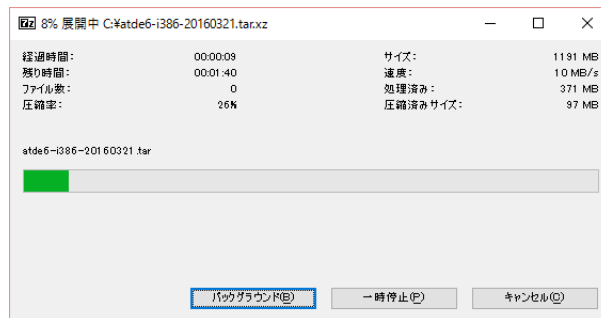 7z 8% 展開中 C:¥atde6-i386-20160321.tar.xz
経過時間: 00:00:09 サイズ: 1191 MB
残り時間: 00:01:40 速度: 10 MB/s
ファイル数: 0 処理済み: 371 MB
圧縮率: 26% 圧縮済みサイズ: 97 MB
atde6-i386-20160321.tar
バックグラウンド(B) 一時停止(P) キャンセル(C)